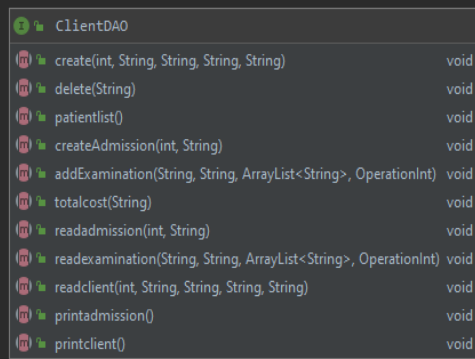 I ClientDAO
m create(int, String, String, String, String) void
m delete(String) void
m patientlist() void
m createAdmission(int, String) void
m addExamination(String, String, ArrayList<String>, OperationInt) void
m totalcost(String) void
m readadmission(int, String) void
m readexamination(String, String, ArrayList<String>, OperationInt) void
m readclient(int, String, String, String, String) void
m printadmission() void
m printclient() void